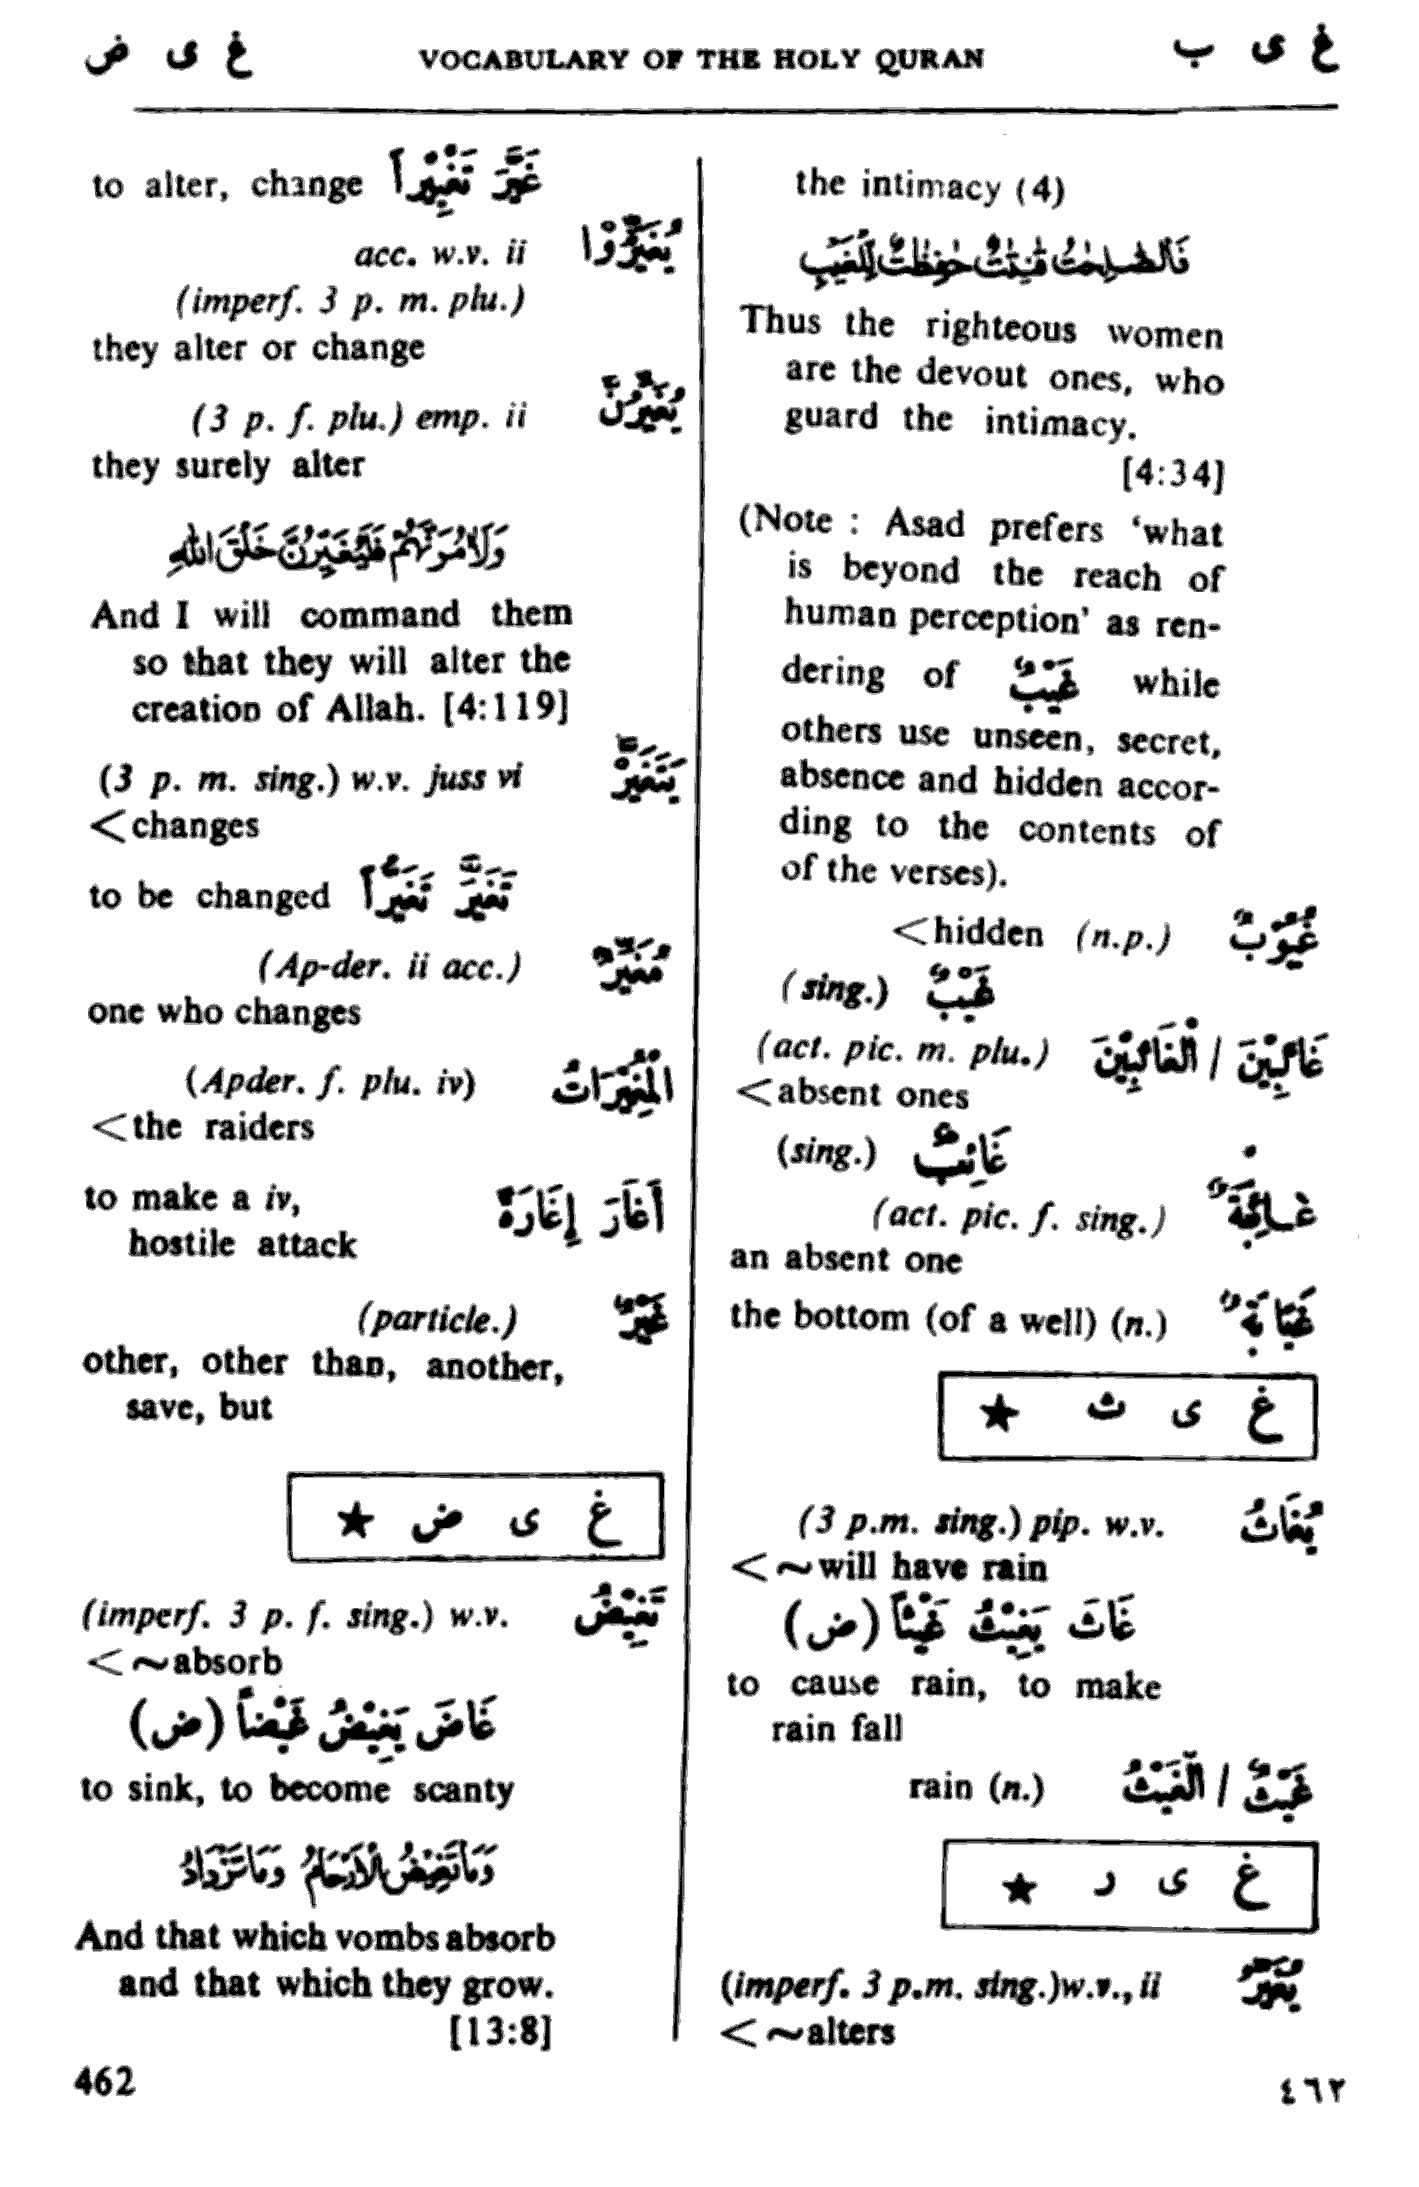 غ ى ض VOCABULARY OF THE HOLY QURAN غ ى ب
the intimacy (4)
فَالصّٰلِحٰتُ قٰنِتٰتٌ حٰفِظٰتٌ لِّلْغَيْبِ
Thus the righteous women
are the devout ones, who
guard the intimacy.
[4:34]
(Note : Asad prefers ‘what
is beyond the reach of
human perception’ as ren-
dering of غَيْبٌ while
others use unseen, secret,
absence and hidden accor-
ding to the contents of
of the verses).
<hidden (n.p.) غُيُوْبٌ
(sing.) غَيْبٌ
(act. pic. m. plu.) غَائِبِيْنَ / الْغَائِبِيْنَ
<absent ones
(sing.) غَائِبٌ
(act. pic. f. sing.) غَائِبَةٌ
an absent one
the bottom (of a well) (n.) غَيَابَةٌ
غ ى ث ★
(3 p.m. sing.) pip. w.v. يُغَاثُ
< ~will have rain
غَاثَ يَغِيْثُ غَيْثاً (ض)
to cause rain, to make
rain fall
rain (n.) غَيْثٌ / الْغَيْثُ
غ ى ر ★
(imperf. 3 p.m. sing.)w.v., ii يُغَيِّرُ
< ~alters
to alter, change غَيَّرَ تَغْيِيْراً
acc. w.v. ii يُغَيِّرُوْا
(imperf. 3 p. m. plu.)
they alter or change
(3 p. f. plu.) emp. ii يُغَيِّرُنَّ
they surely alter
وَلَاٰمُرَنَّهُمْ فَلَيُغَيِّرُنَّ خَلْقَ اللهِ
And I will command them
so that they will alter the
creation of Allah. [4:119]
(3 p. m. sing.) w.v. juss vi يَتَغَيَّرْ
<changes
to be changed تَغَيَّرَ تَغَيُّراً
(Ap-der. ii acc.) مُغَيِّرٌ
one who changes
(Apder. f. plu. iv) الْمُغِيْرَاتُ
<the raiders
to make a iv, أَغَارَ إِغَارَةً
hostile attack
(particle.) غَيْرُ
other, other than, another,
save, but
غ ى ض ★
(imperf. 3 p. f. sing.) w.v. تَغِيْضُ
< ~absorb
غَاضَ يَغِيْضُ غَيْضاً (ض)
to sink, to become scanty
وَمَا تَغِيْضُ الْاَرْحَامُ وَمَا تَزْدَادُ
And that which vombs absorb
and that which they grow.
[13:8]
462 ٤٦٢